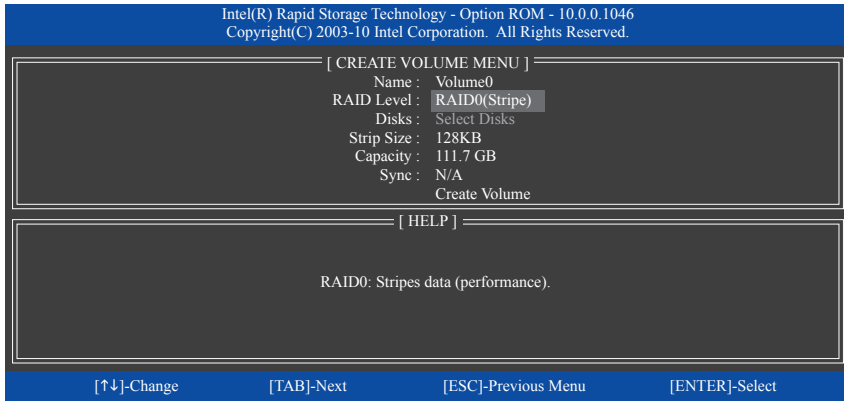 Intel(R) Rapid Storage Technology - Option ROM - 10.0.0.1046
Copyright(C) 2003-10 Intel Corporation. All Rights Reserved.
[ CREATE VOLUME MENU ]
Name : Volume0
RAID Level : RAID0(Stripe)
Disks : Select Disks
Strip Size : 128KB
Capacity : 111.7 GB
Sync : N/A
Create Volume
[ HELP ]
RAID0: Stripes data (performance).
[↑↓]-Change [TAB]-Next [ESC]-Previous Menu [ENTER]-Select